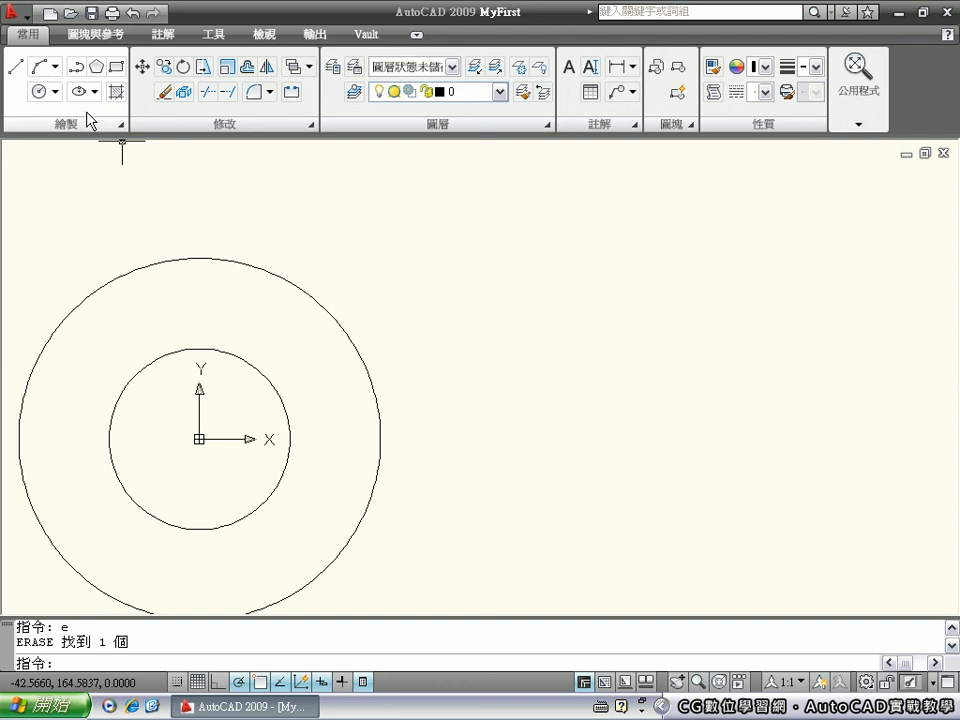 AutoCAD 2009 MyFirst
鍵入關鍵字或詞組
常用 圖塊與參考 註解 工具 檢視 輸出 Vault
圖層狀態未儲
0
公用程式
繪製 修改 圖層 註解 圖塊 性質
Y
X
指令: e
ERASE 找到 1 個
指令:
-42.5660, 164.5837, 0.0000
1:1
開始
AutoCAD 2009 - [My...
CG數位學習網·AutoCAD實戰教學